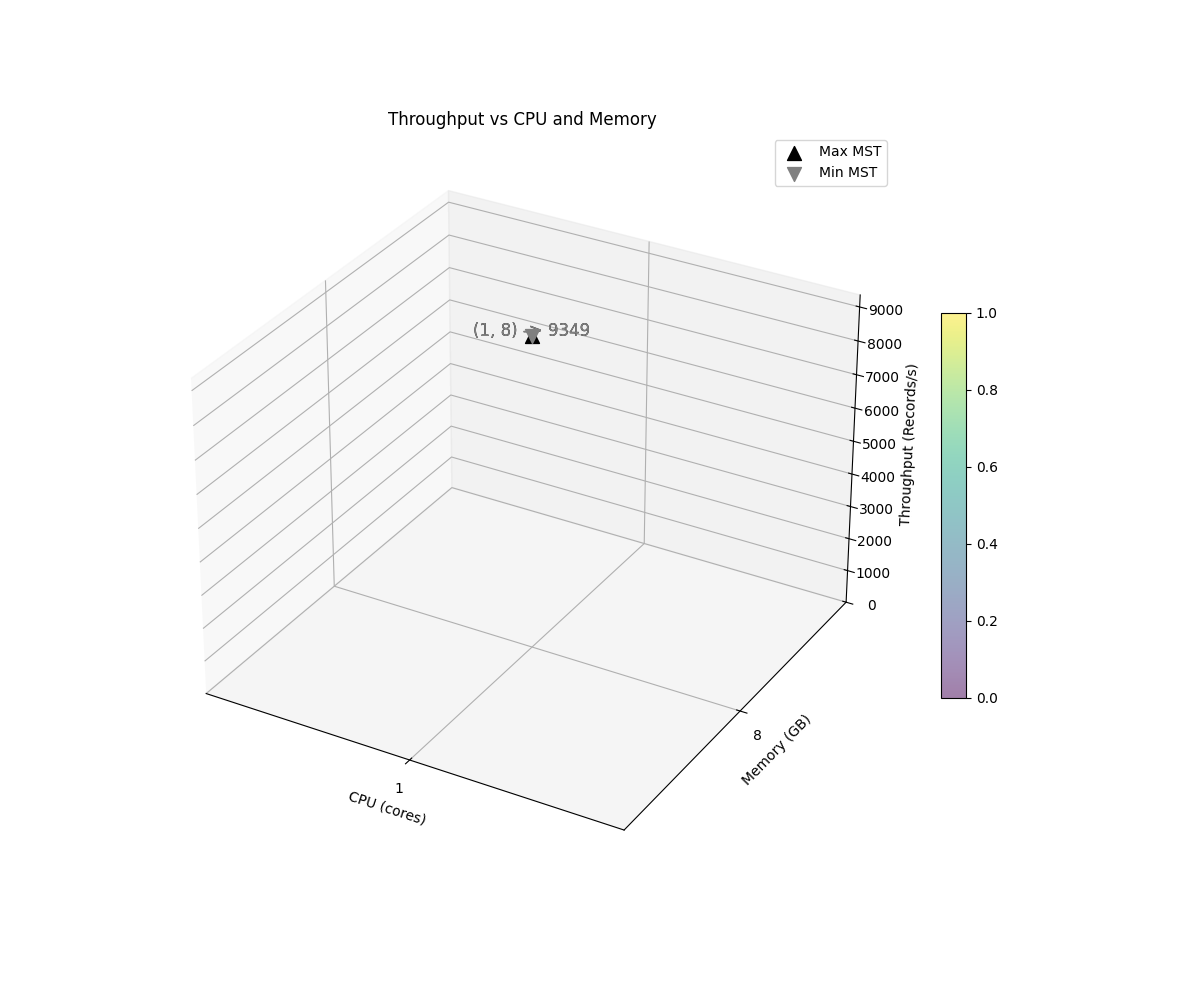 Throughput vs CPU and Memory
Max MST
Min MST
(1, 8) → 9349
9000
8000
7000
6000
5000
4000
3000
2000
1000
0
Throughput (Records/s)
1.0
0.8
0.6
0.4
0.2
0.0
8
Memory (GB)
1
CPU (cores)